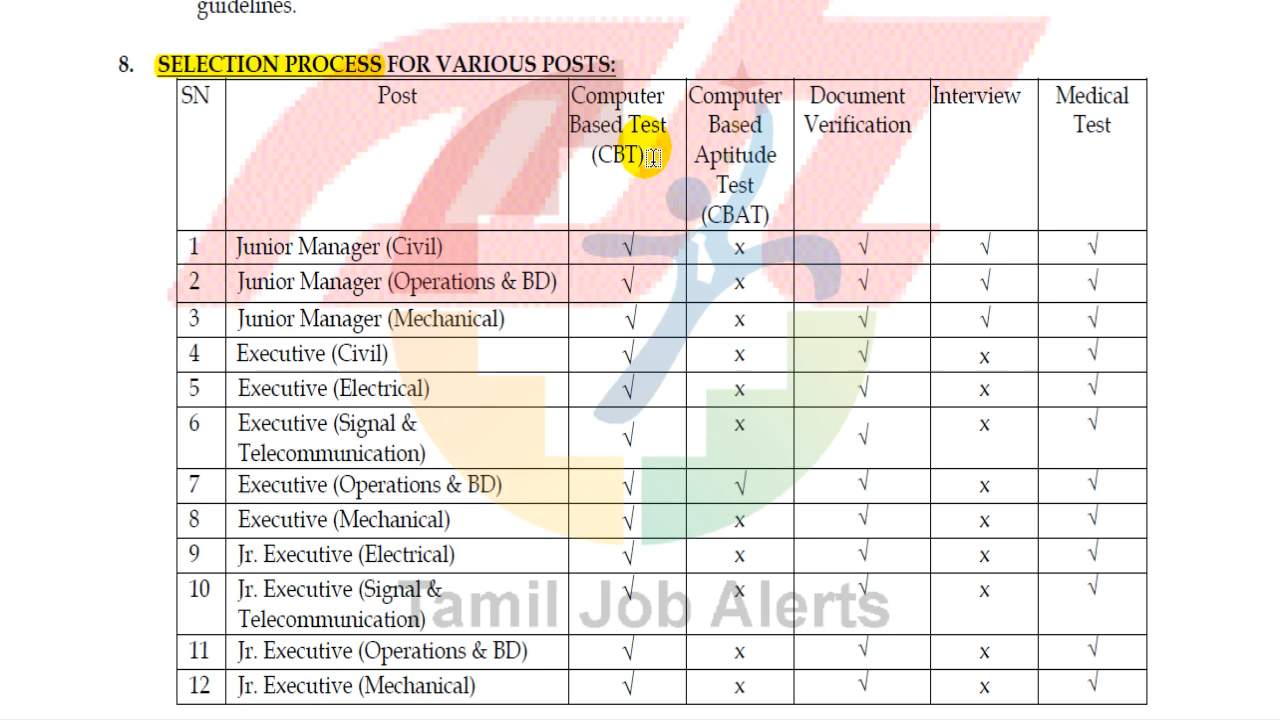 guidelines.
8. SELECTION PROCESS FOR VARIOUS POSTS:
SN Post Computer Based Test (CBT) Computer Based Aptitude Test (CBAT) Document Verification Interview Medical Test
1 Junior Manager (Civil) √ x √ √ √
2 Junior Manager (Operations & BD) √ x √ √ √
3 Junior Manager (Mechanical) √ x √ √ √
4 Executive (Civil) √ x √ x √
5 Executive (Electrical) √ x √ x √
6 Executive (Signal & Telecommunication) √ x √ x √
7 Executive (Operations & BD) √ √ √ x √
8 Executive (Mechanical) √ x √ x √
9 Jr. Executive (Electrical) √ x √ x √
10 Jr. Executive (Signal & Telecommunication) √ x √ x √
11 Jr. Executive (Operations & BD) √ x √ x √
12 Jr. Executive (Mechanical) √ x √ x √
Tamil Job Alerts